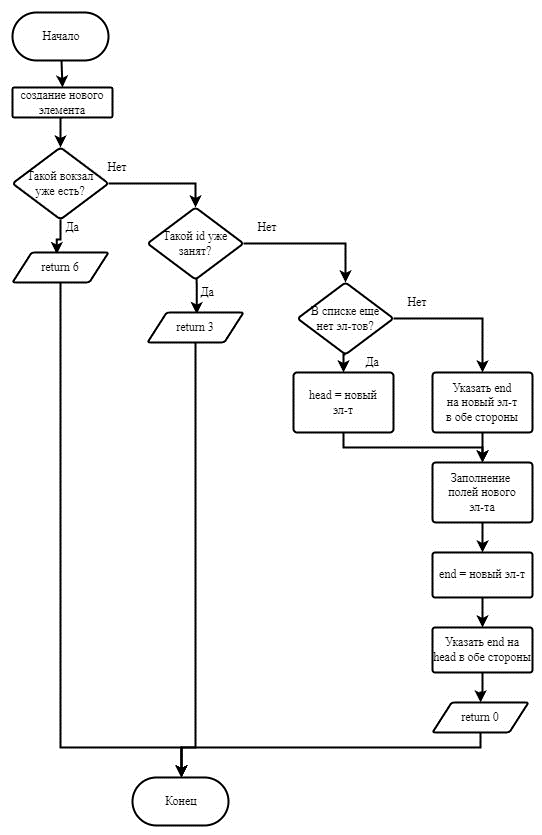 Начало
создание нового
элемента
Такой вокзал
уже есть?
Нет
Да
return 6
Такой id уже
занят?
Нет
Да
return 3
В списке еще
нет эл-тов?
Нет
Да
head = новый
эл-т
Указать end
на новый эл-т
в обе стороны
Заполнение
полей нового
эл-та
end = новый эл-т
Указать end на
head в обе стороны
return 0
Конец